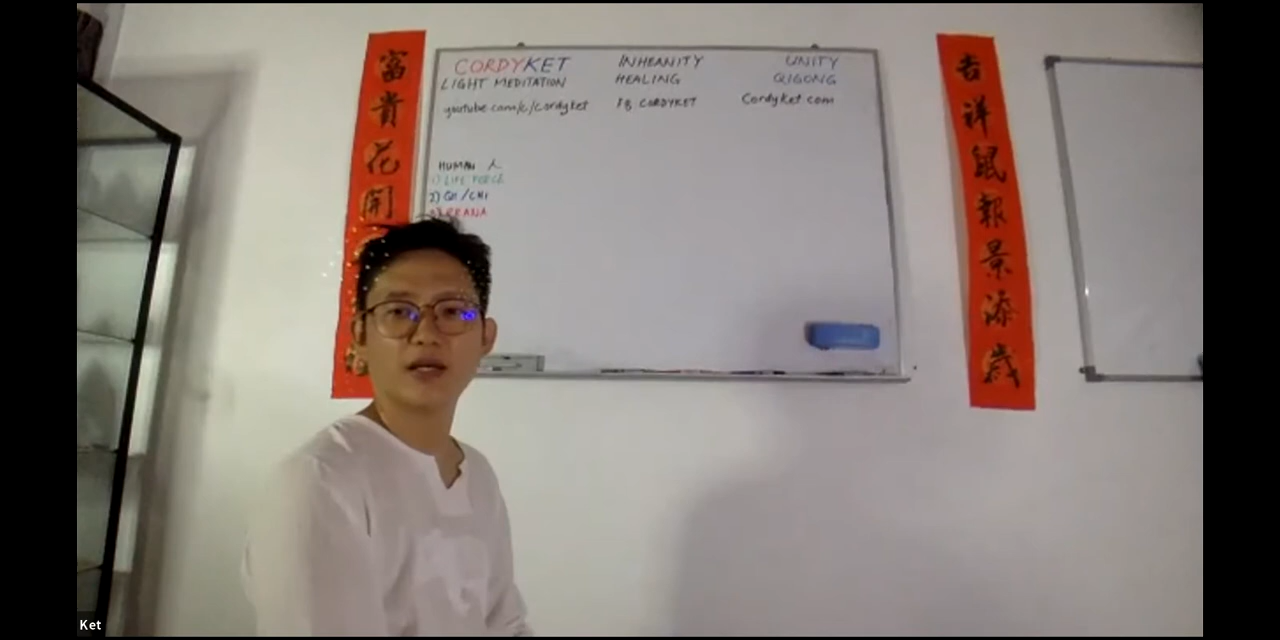 富貴花開
CORDYKET
LIGHT MEDITATION
youtube.com/c/cordyket
INHEANITY
HEALING
FB CORDYKET
UNITY
QIGONG
Cordyket com
HUMAN 人
1) LIFE FORCE
2) QI / CHI
3) PRANA
吉祥鼠報景添歲
Ket